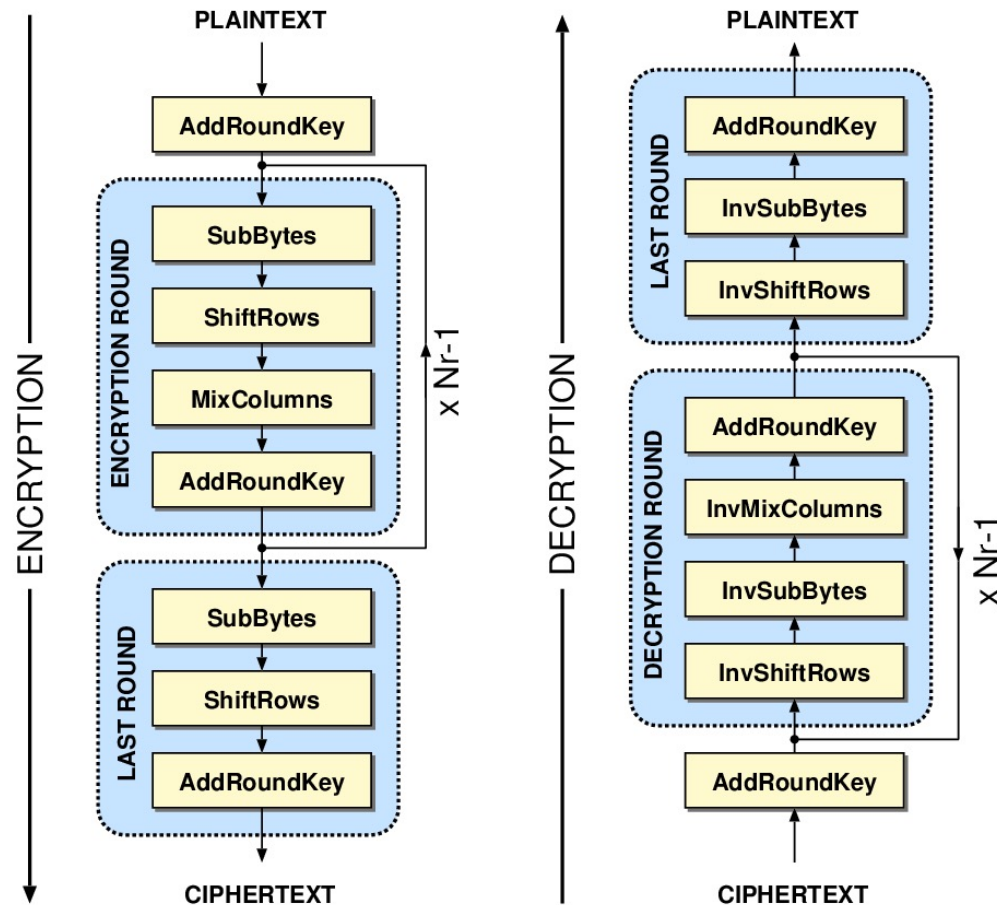 PLAINTEXT
AddRoundKey
SubBytes
ShiftRows
MixColumns
AddRoundKey
ENCRYPTION ROUND
x Nr-1
SubBytes
ShiftRows
AddRoundKey
LAST ROUND
CIPHERTEXT
ENCRYPTION
PLAINTEXT
AddRoundKey
InvSubBytes
InvShiftRows
LAST ROUND
AddRoundKey
InvMixColumns
InvSubBytes
InvShiftRows
DECRYPTION ROUND
x Nr-1
AddRoundKey
CIPHERTEXT
DECRYPTION